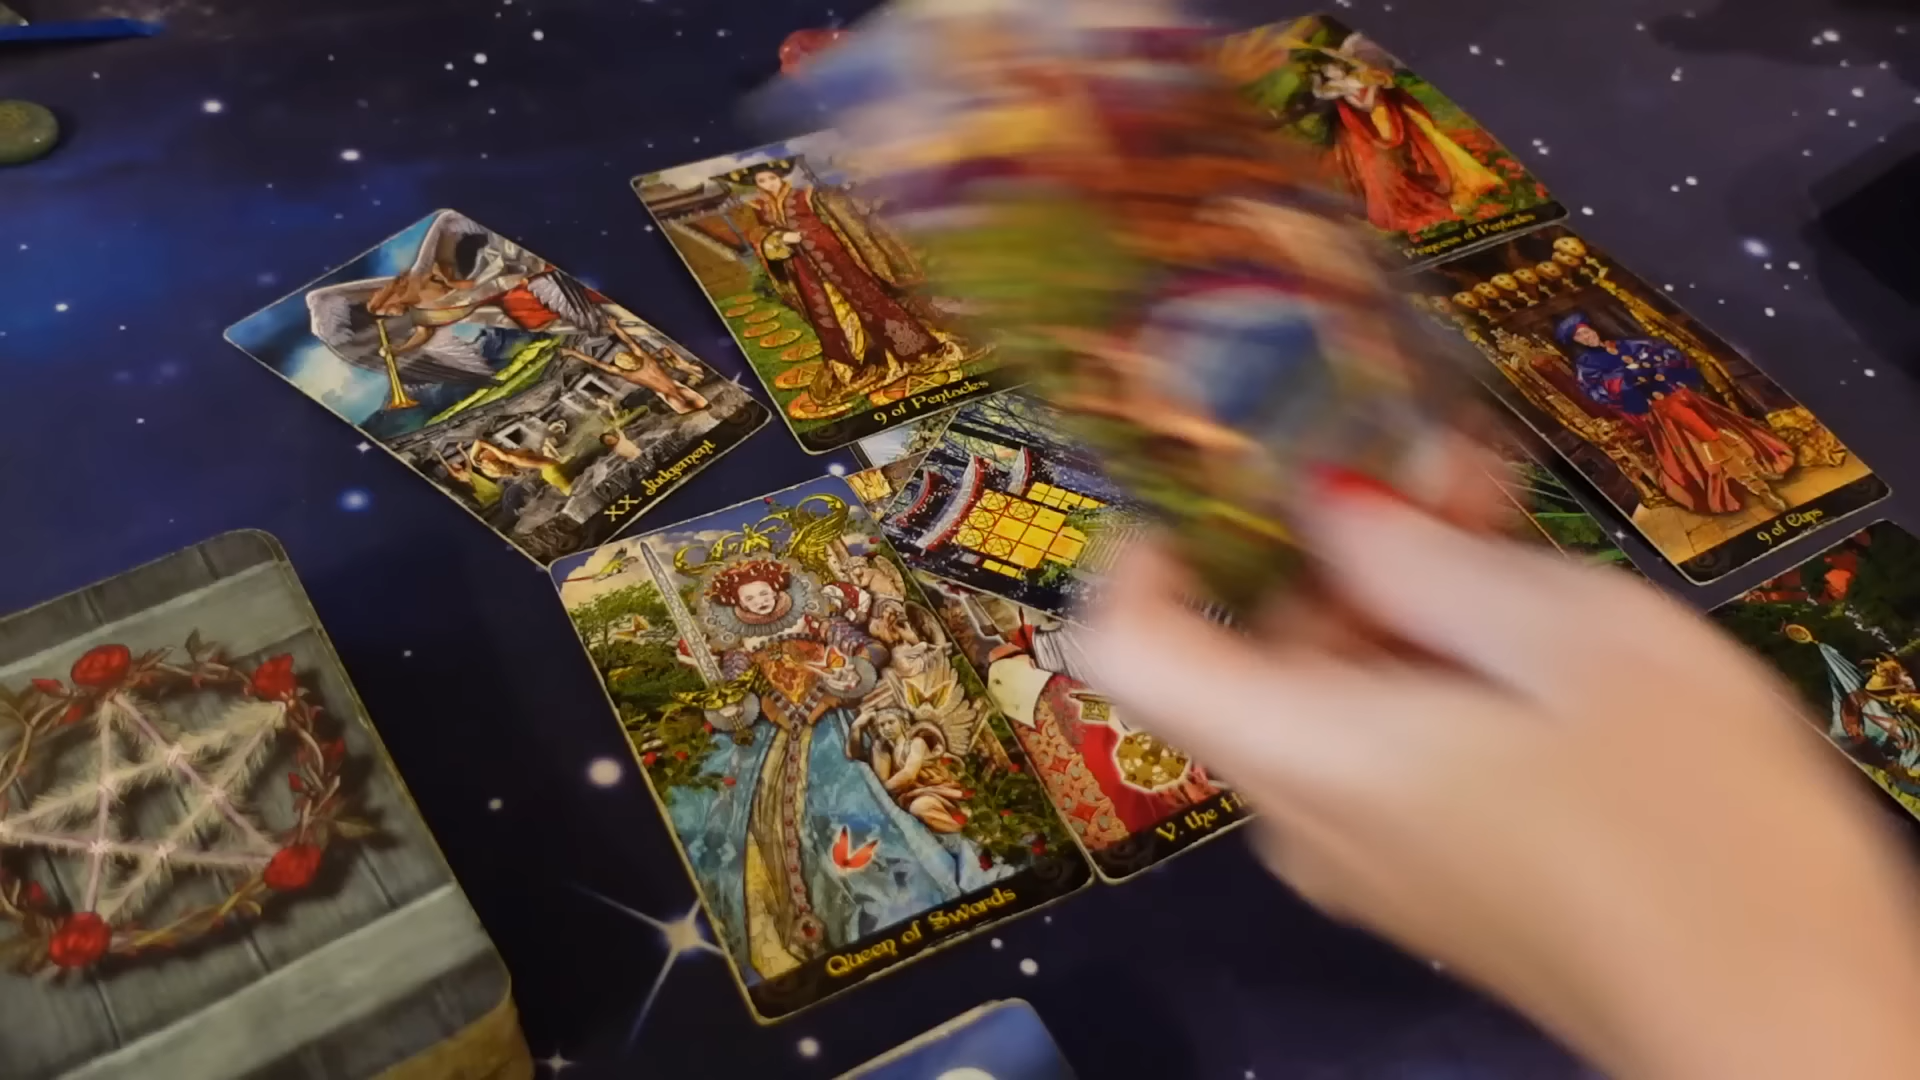 Princess of Pentacles
9 of Pentacles
XX. Judgement
9 of Cups
V. the
Queen of Swords